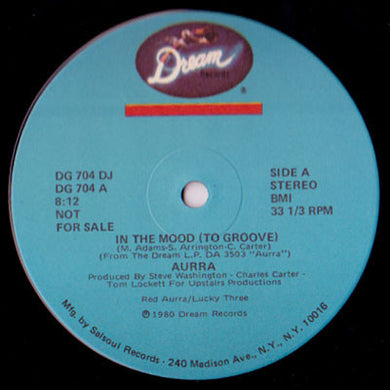 Dream
Records
®
DG 704 DJ
DG 704 A
8:12
NOT
FOR SALE
SIDE A
STEREO
BMI
33 1/3 RPM
IN THE MOOD (TO GROOVE)
(M. Adams-S. Arrington-C. Carter)
(From The Dream L.P. DA 3503 "Aurra")
AURRA
Produced By Steve Washington - Charles Carter -
Tom Lockett For Upstairs Productions
Red Aurra/Lucky Three
© 1980 Dream Records
Mfg. by Salsoul Records - 240 Madison Ave., N.Y., N.Y. 10016